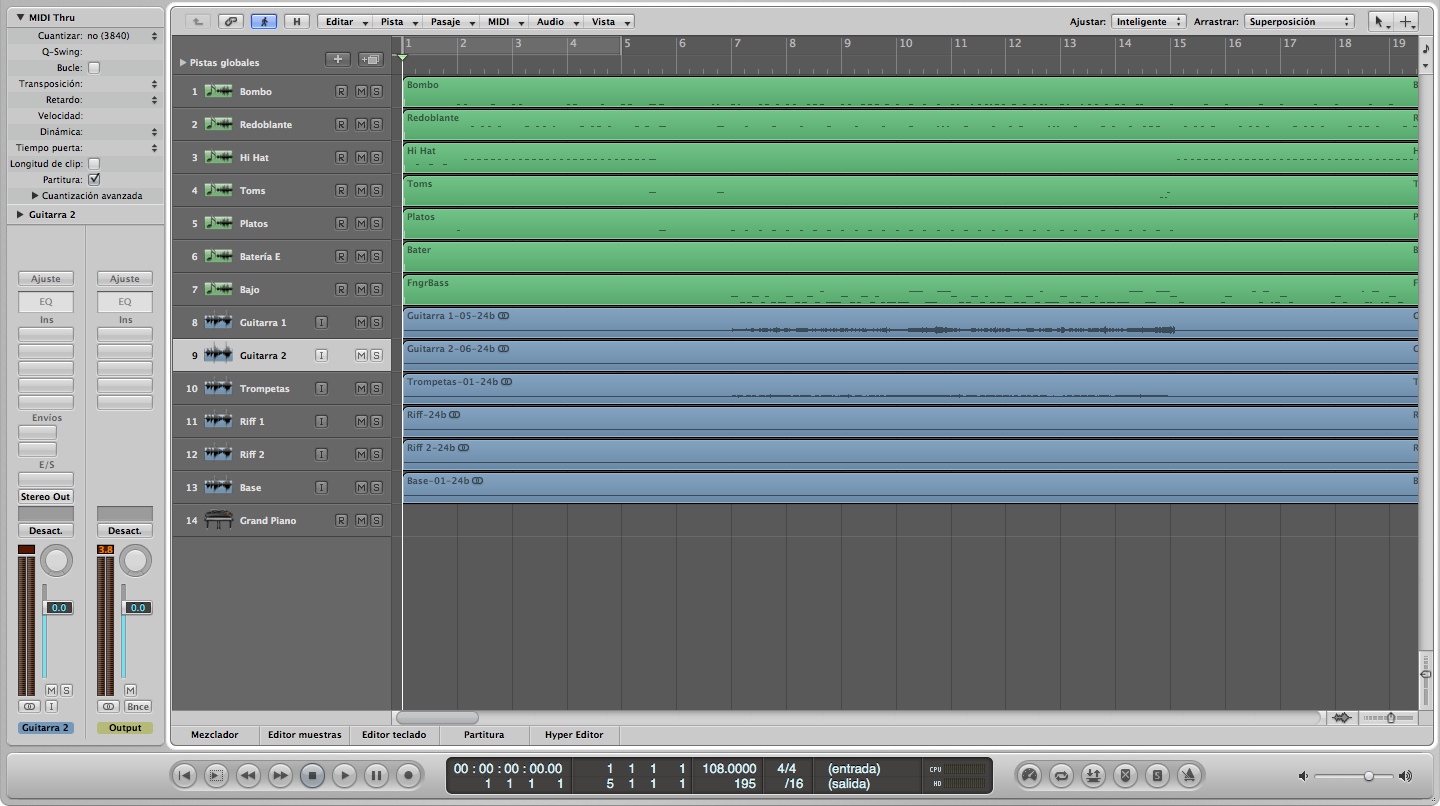 MIDI Thru
Cuantizar: no (3840)
Q-Swing:
Bucle:
Transposición:
Retardo:
Velocidad:
Dinámica:
Tiempo puerta:
Longitud de clip:
Partitura:
Cuantización avanzada
Guitarra 2
Ajuste Ajuste
EQ EQ
Ins Ins
Envíos
E/S
Stereo Out
Desact. Desact.
3.8
0.0 0.0
M S M
I Bnce
Guitarra 2 Output
H Editar Pista Pasaje MIDI Audio Vista Ajustar: Inteligente Arrastrar: Superposición
1 2 3 4 5 6 7 8 9 10 11 12 13 14 15 16 17 18 19
Pistas globales
1 Bombo R M S Bombo B
2 Redoblante R M S Redoblante R
3 Hi Hat R M S Hi Hat H
4 Toms R M S Toms T
5 Platos R M S Platos P
6 Batería E R M S Bater B
7 Bajo R M S FngrBass F
8 Guitarra 1 I M S Guitarra 1-05-24b G
9 Guitarra 2 I M S Guitarra 2-06-24b G
10 Trompetas I M S Trompetas-01-24b T
11 Riff 1 I M S Riff-24b R
12 Riff 2 I M S Riff 2-24b R
13 Base I M S Base-01-24b B
14 Grand Piano R M S
Mezclador Editor muestras Editor teclado Partitura Hyper Editor
00 : 00 : 00 : 00.00 1 1 1 1 108.0000 4/4 (entrada) CPU
1 1 1 1 5 1 1 1 195 /16 (salida) HD
S